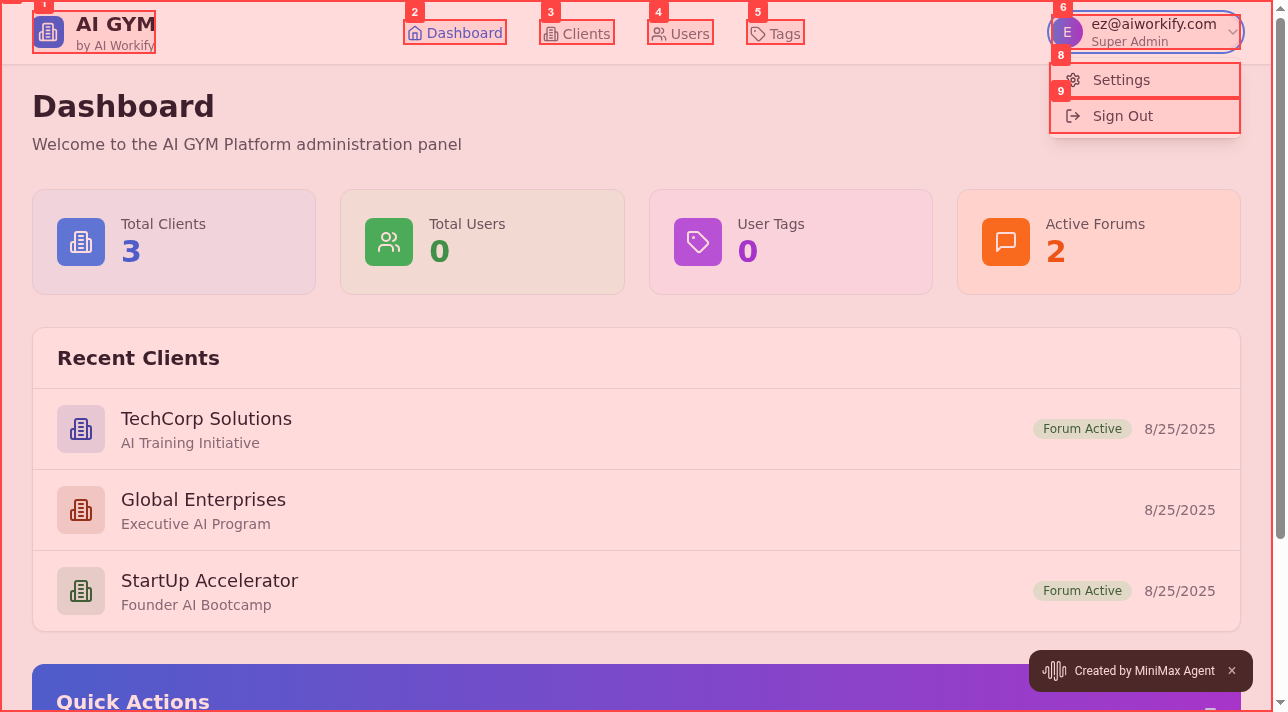 1
AI GYM
by AI Workify
2
Dashboard
3
Clients
4
Users
5
Tags
6
E
ez@aiworkify.com
Super Admin
8
Settings
9
Sign Out
Dashboard
Welcome to the AI GYM Platform administration panel
Total Clients
3
Total Users
0
User Tags
0
Active Forums
2
Recent Clients
TechCorp Solutions
AI Training Initiative
Forum Active
8/25/2025
Global Enterprises
Executive AI Program
8/25/2025
StartUp Accelerator
Founder AI Bootcamp
Forum Active
8/25/2025
Quick Actions
Created by MiniMax Agent ×